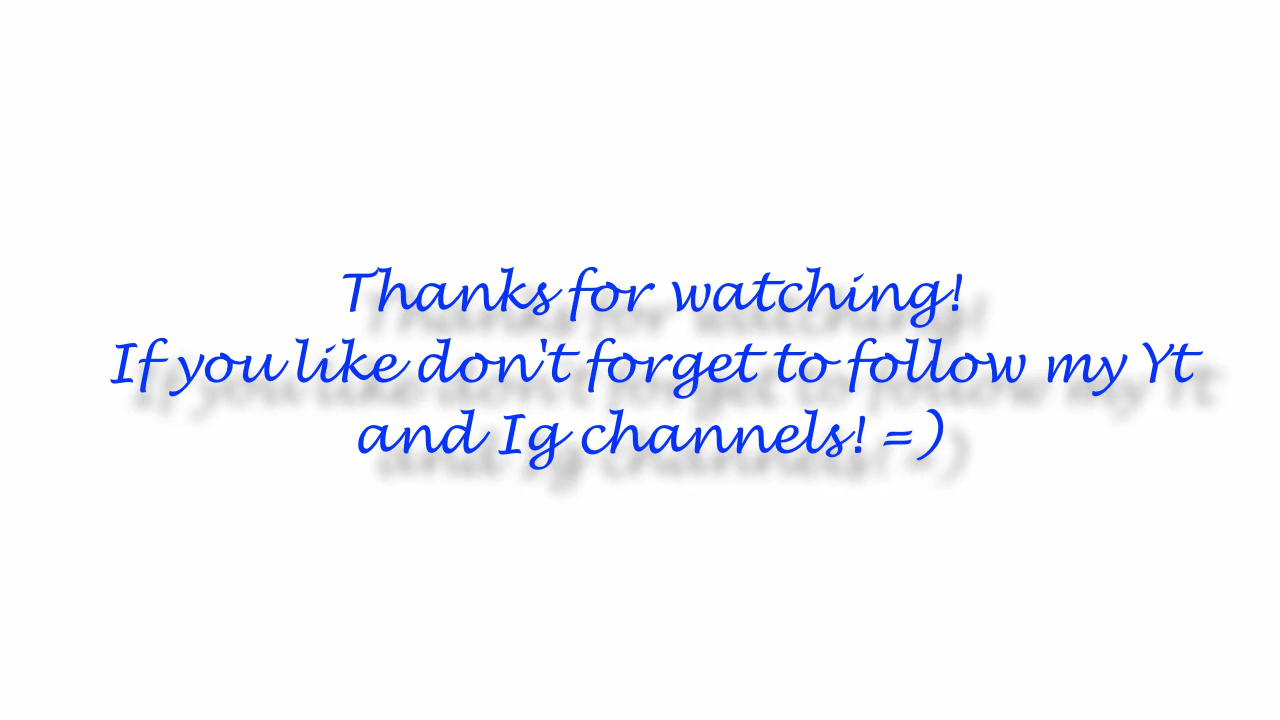 Thanks for watching!
If you like don't forget to follow my Yt
and Ig channels! =)